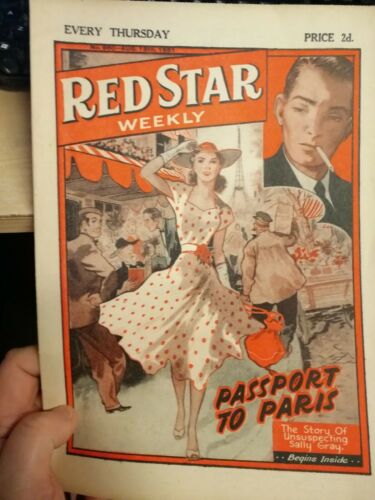 EVERY THURSDAY
PRICE 2d.
RED STAR
WEEKLY
PASSPORT
TO PARIS
The Story Of
Unsuspecting
Sally Gray.
Begins Inside